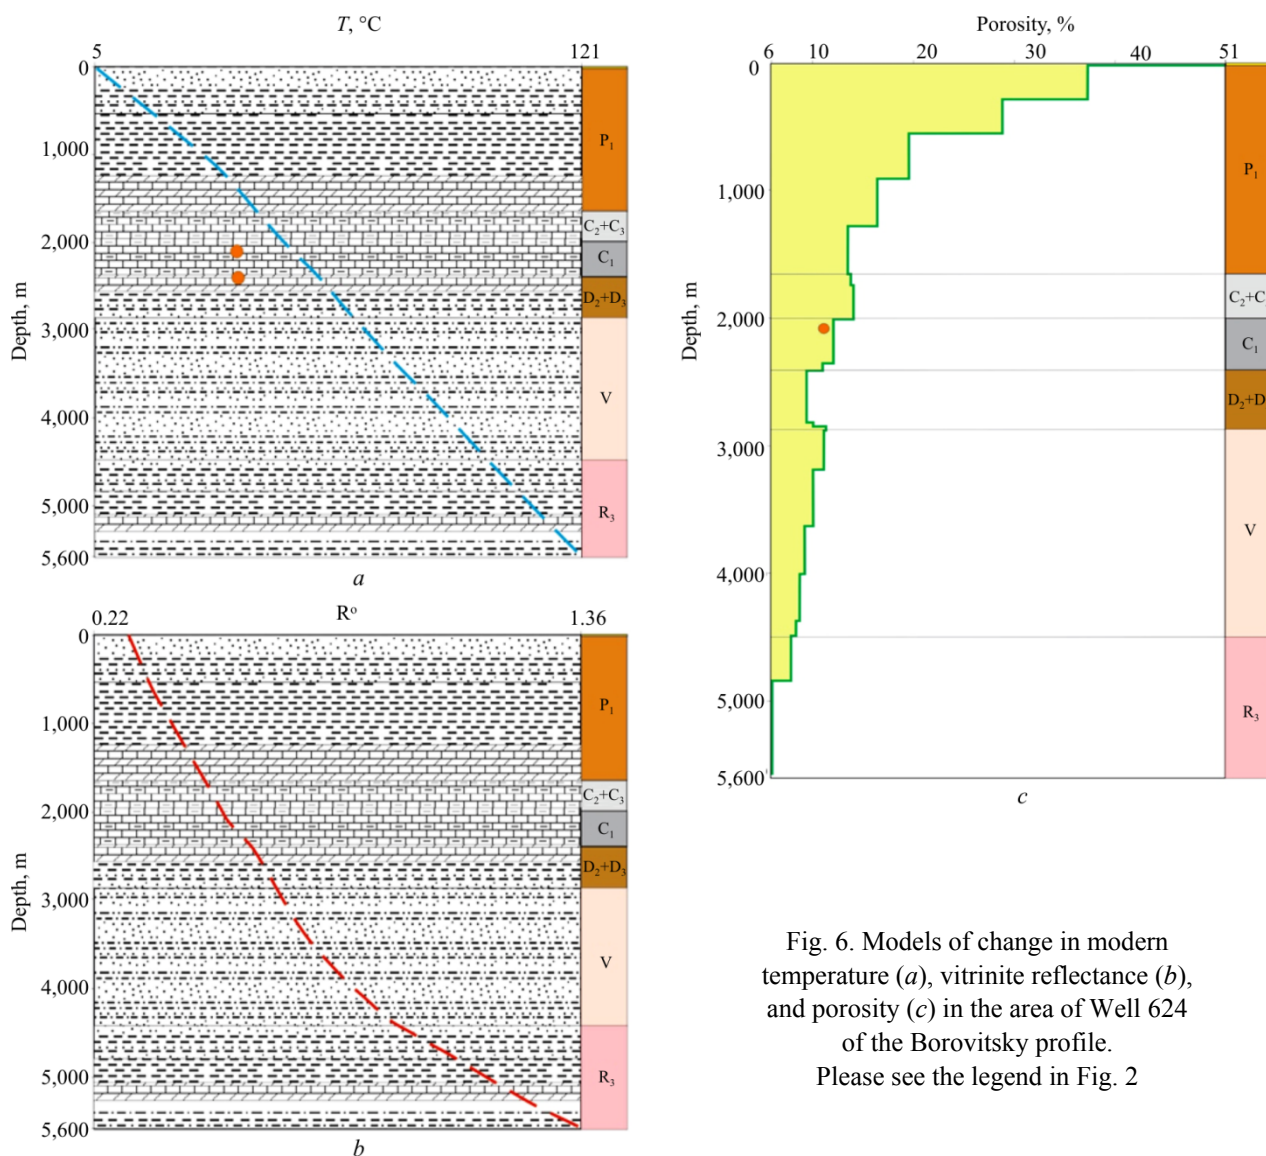 T, °C
5 121
0
1,000
2,000
3,000
4,000
5,000
5,600
Depth, m
P₁
C₂+C₃
C₁
D₂+D₃
V
R₃
a
0.22 Rᵒ 1.36
0
1,000
2,000
3,000
4,000
5,000
5,600
Depth, m
P₁
C₂+C₃
C₁
D₂+D₃
V
R₃
b
Porosity, %
6 10 20 30 40 51
0
1,000
2,000
3,000
4,000
5,000
5,600
Depth, m
P₁
C₂+C
C₁
D₂+D
V
R₃
c
Fig. 6. Models of change in modern
temperature (a), vitrinite reflectance (b),
and porosity (c) in the area of Well 624
of the Borovitsky profile.
Please see the legend in Fig. 2